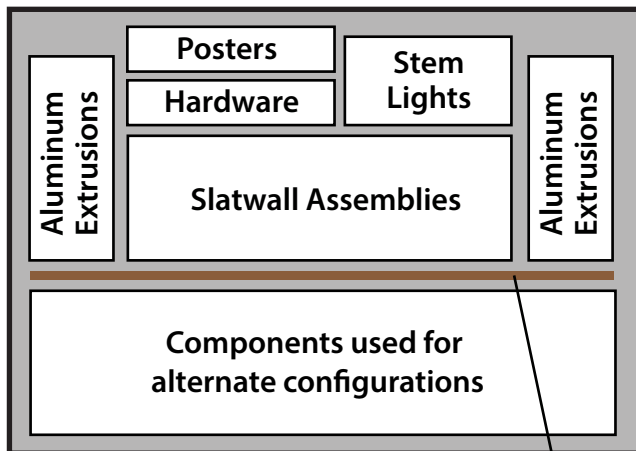 Posters
Hardware
Stem
Lights
Aluminum
Extrusions
Slatwall Assemblies
Aluminum
Extrusions
Components used for
alternate configurations